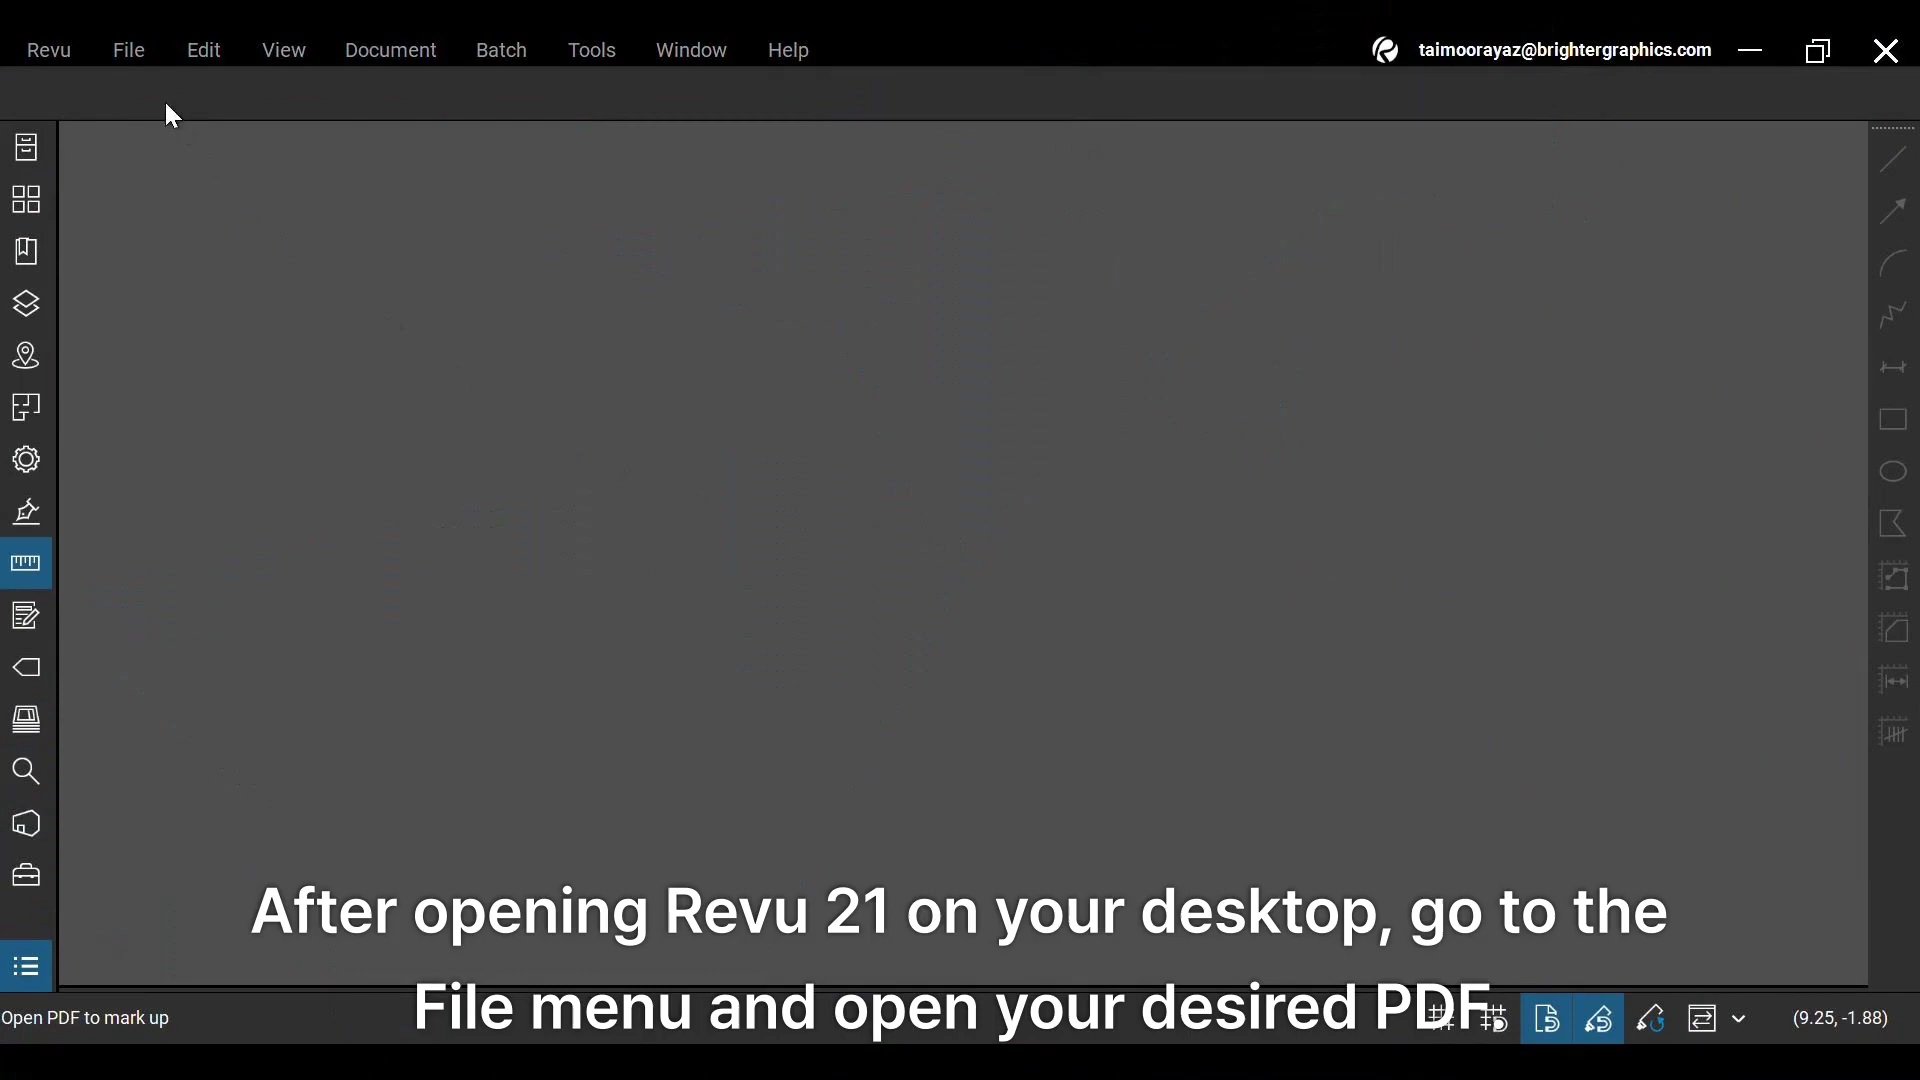 Revu File Edit View Document Batch Tools Window Help taimoorayaz@brightergraphics.com
After opening Revu 21 on your desktop, go to the
File menu and open your desired PDF
Open PDF to mark up (9.25, -1.88)